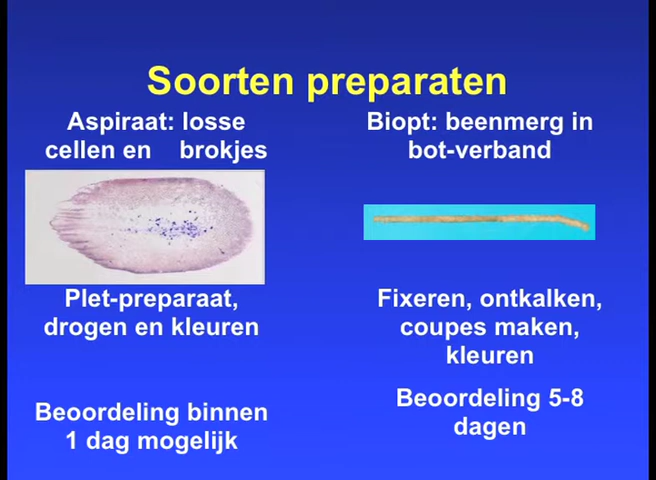 Soorten preparaten
Aspiraat: losse
cellen en brokjes
Biopt: beenmerg in
bot-verband
Plet-preparaat,
drogen en kleuren
Fixeren, ontkalken,
coupes maken,
kleuren
Beoordeling binnen
1 dag mogelijk
Beoordeling 5-8
dagen